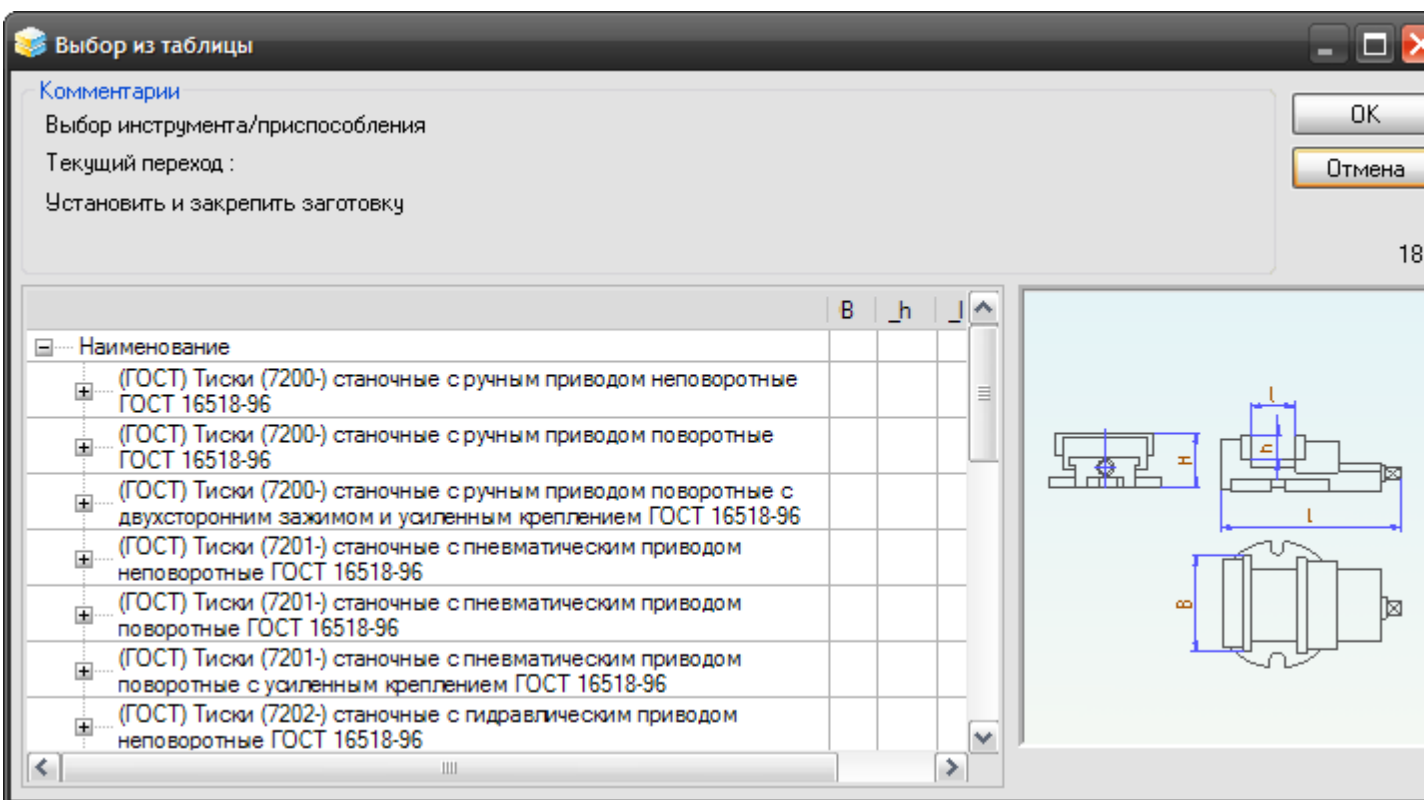 Выбор из таблицы
Комментарии
Выбор инструмента/приспособления
Текущий переход :
Установить и закрепить заготовку
OK
Отмена
18
B _h _l
Наименование
(ГОСТ) Тиски (7200-) станочные с ручным приводом неповоротные
ГОСТ 16518-96
(ГОСТ) Тиски (7200-) станочные с ручным приводом поворотные
ГОСТ 16518-96
(ГОСТ) Тиски (7200-) станочные с ручным приводом поворотные с
двухсторонним зажимом и усиленным креплением ГОСТ 16518-96
(ГОСТ) Тиски (7201-) станочные с пневматическим приводом
неповоротные ГОСТ 16518-96
(ГОСТ) Тиски (7201-) станочные с пневматическим приводом
поворотные ГОСТ 16518-96
(ГОСТ) Тиски (7201-) станочные с пневматическим приводом
поворотные с усиленным креплением ГОСТ 16518-96
(ГОСТ) Тиски (7202-) станочные с гидравлическим приводом
неповоротные ГОСТ 16518-96
l
H
h
L
B